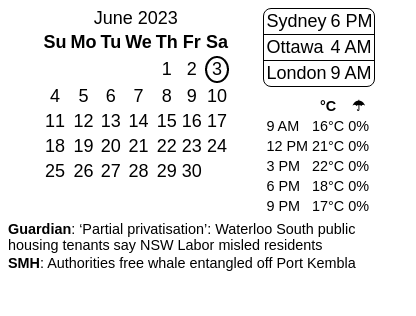 June 2023
Su Mo Tu We Th Fr Sa
1 2 3
4 5 6 7 8 9 10
11 12 13 14 15 16 17
18 19 20 21 22 23 24
25 26 27 28 29 30
Sydney 6 PM
Ottawa 4 AM
London 9 AM
°C ☂
9 AM 16°C 0%
12 PM 21°C 0%
3 PM 22°C 0%
6 PM 18°C 0%
9 PM 17°C 0%
Guardian: ‘Partial privatisation’: Waterloo South public
housing tenants say NSW Labor misled residents
SMH: Authorities free whale entangled off Port Kembla